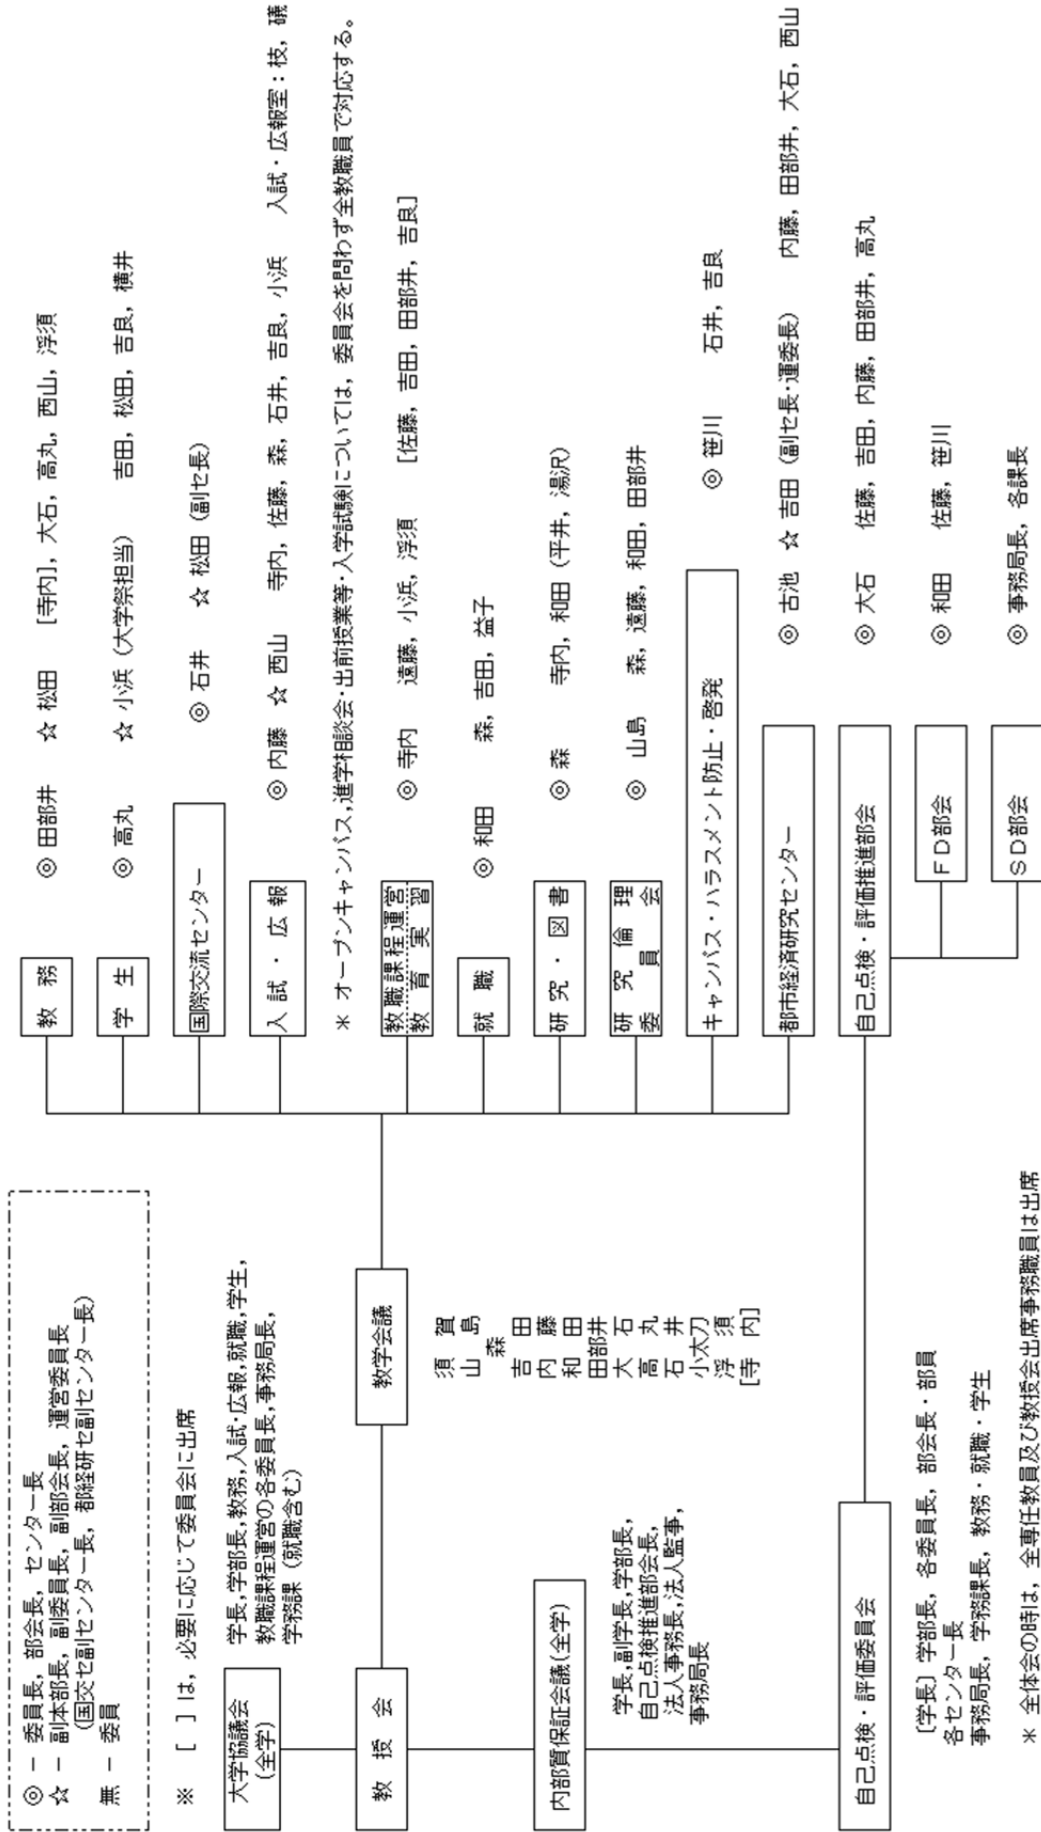 ◎ － 委員長，部会長，センター長
☆ － 副本部長，副委員長，副部会長，運営委員長
（国交セ副センター長，都経研セ副センター長）
無 － 委員
※ ［ ］は，必要に応じて委員会に出席
大学協議会
（全学）
学長，学部長，教務，入試・広報，就職，学生，
教職課程運営の各委員長，事務局長，
学務課（就職含む）
教 授 会
教学会議
須賀
山島
森
吉田
内藤
和田
田部井
大石
高丸
石井
小太刀
浮須
［寺内］
内部質保証会議（全学）
学長，副学長，学部長，
自己点検推進部会長，
法人事務長，法人監事，
事務局長
自己点検・評価委員会
［学長］学部長，各委員長，部会長・部員
各センター長
事務局長，学務課長，教務・就職・学生
＊ 全体会の時は，全専任教員及び教授会出席事務職員は出席
教 務 ◎ 田部井 ☆ 松田 ［寺内］，大石，高丸，西山，浮須
学 生 ◎ 高丸 ☆ 小浜（大学祭担当） 吉田，松田，吉良，横井
国際交流センター ◎ 石井 ☆ 松田（副セ長）
入 試 ・ 広 報 ◎ 内藤 ☆ 西山 寺内，佐藤，森，石井，吉良，小浜 入試・広報室：枝，磯
＊ オープンキャンパス，進学相談会・出前授業等・入学試験については，委員会を問わず全教職員で対応する。
教職課程運営
教 育 実 習
◎ 寺内 遠藤，小浜，浮須 ［佐藤，吉田，田部井，吉良］
就 職 ◎ 和田 森，吉田，益子
研 究 ・ 図 書 ◎ 森 寺内，和田（平井，湯沢）
研 究 倫 理
委 員 会
◎ 山島 森，遠藤，和田，田部井
キャンパス・ハラスメント防止・啓発 ◎ 笹川 石井，吉良
都市経済研究センター ◎ 古池 ☆ 吉田（副セ長・運委長） 内藤，田部井，大石，西山
自己点検・評価推進部会 ◎ 大石 佐藤，吉田，内藤，田部井，高丸
ＦＤ部会 ◎ 和田 佐藤，笹川
ＳＤ部会 ◎ 事務局長，各課長